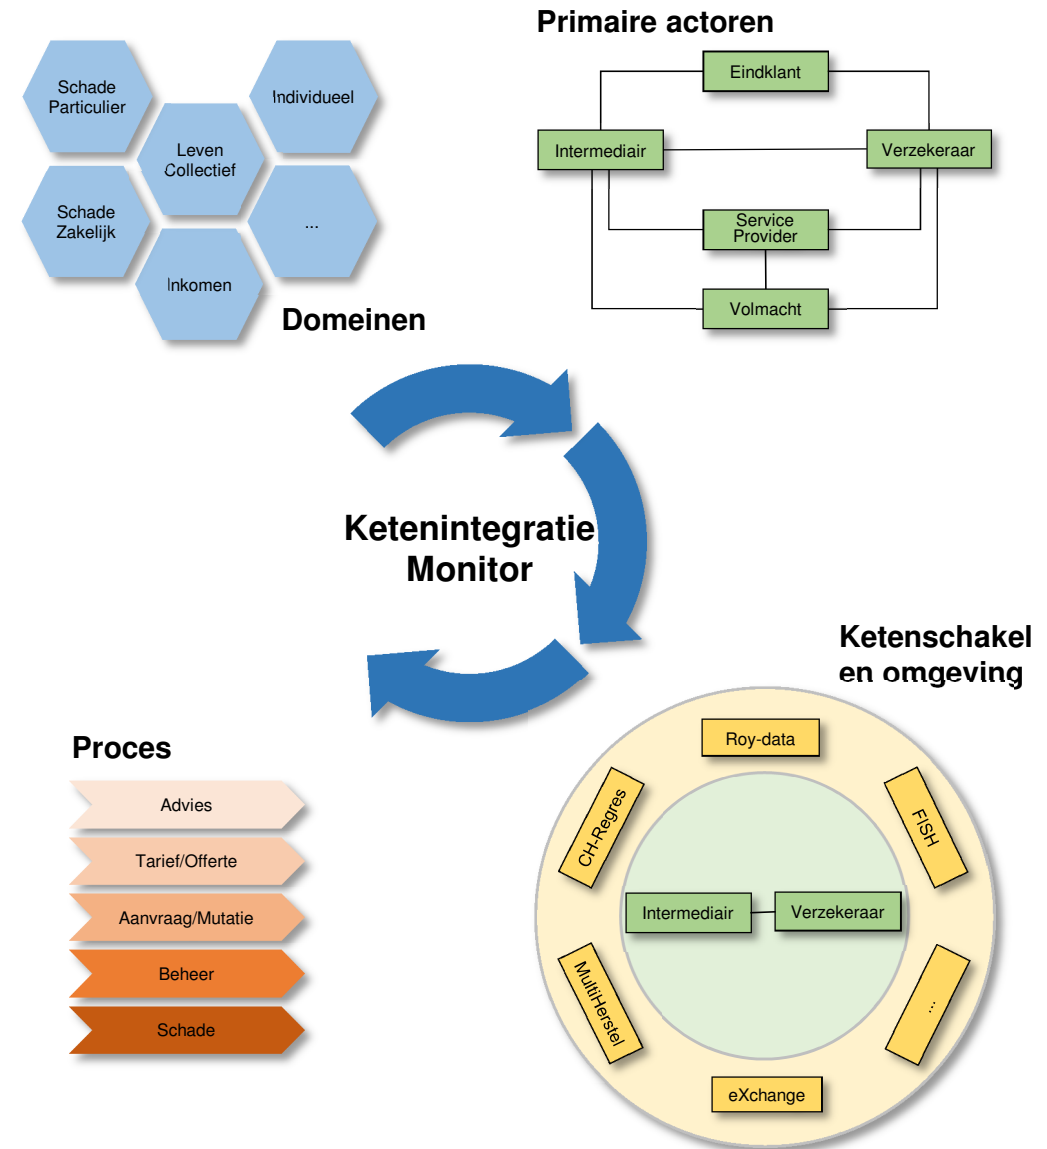 Primaire actoren
Schade
Particulier
Individueel
Leven
Collectief
Schade
Zakelijk
...
Inkomen
Domeinen
Eindklant
Intermediair
Verzekeraar
Service
Provider
Volmacht
Ketenintegratie
Monitor
Ketenschakel
en omgeving
Proces
Advies
Tarief/Offerte
Aanvraag/Mutatie
Beheer
Schade
Roy-data
CH-Regres
FISH
Intermediair
Verzekeraar
MultiHerstel
...
eXchange